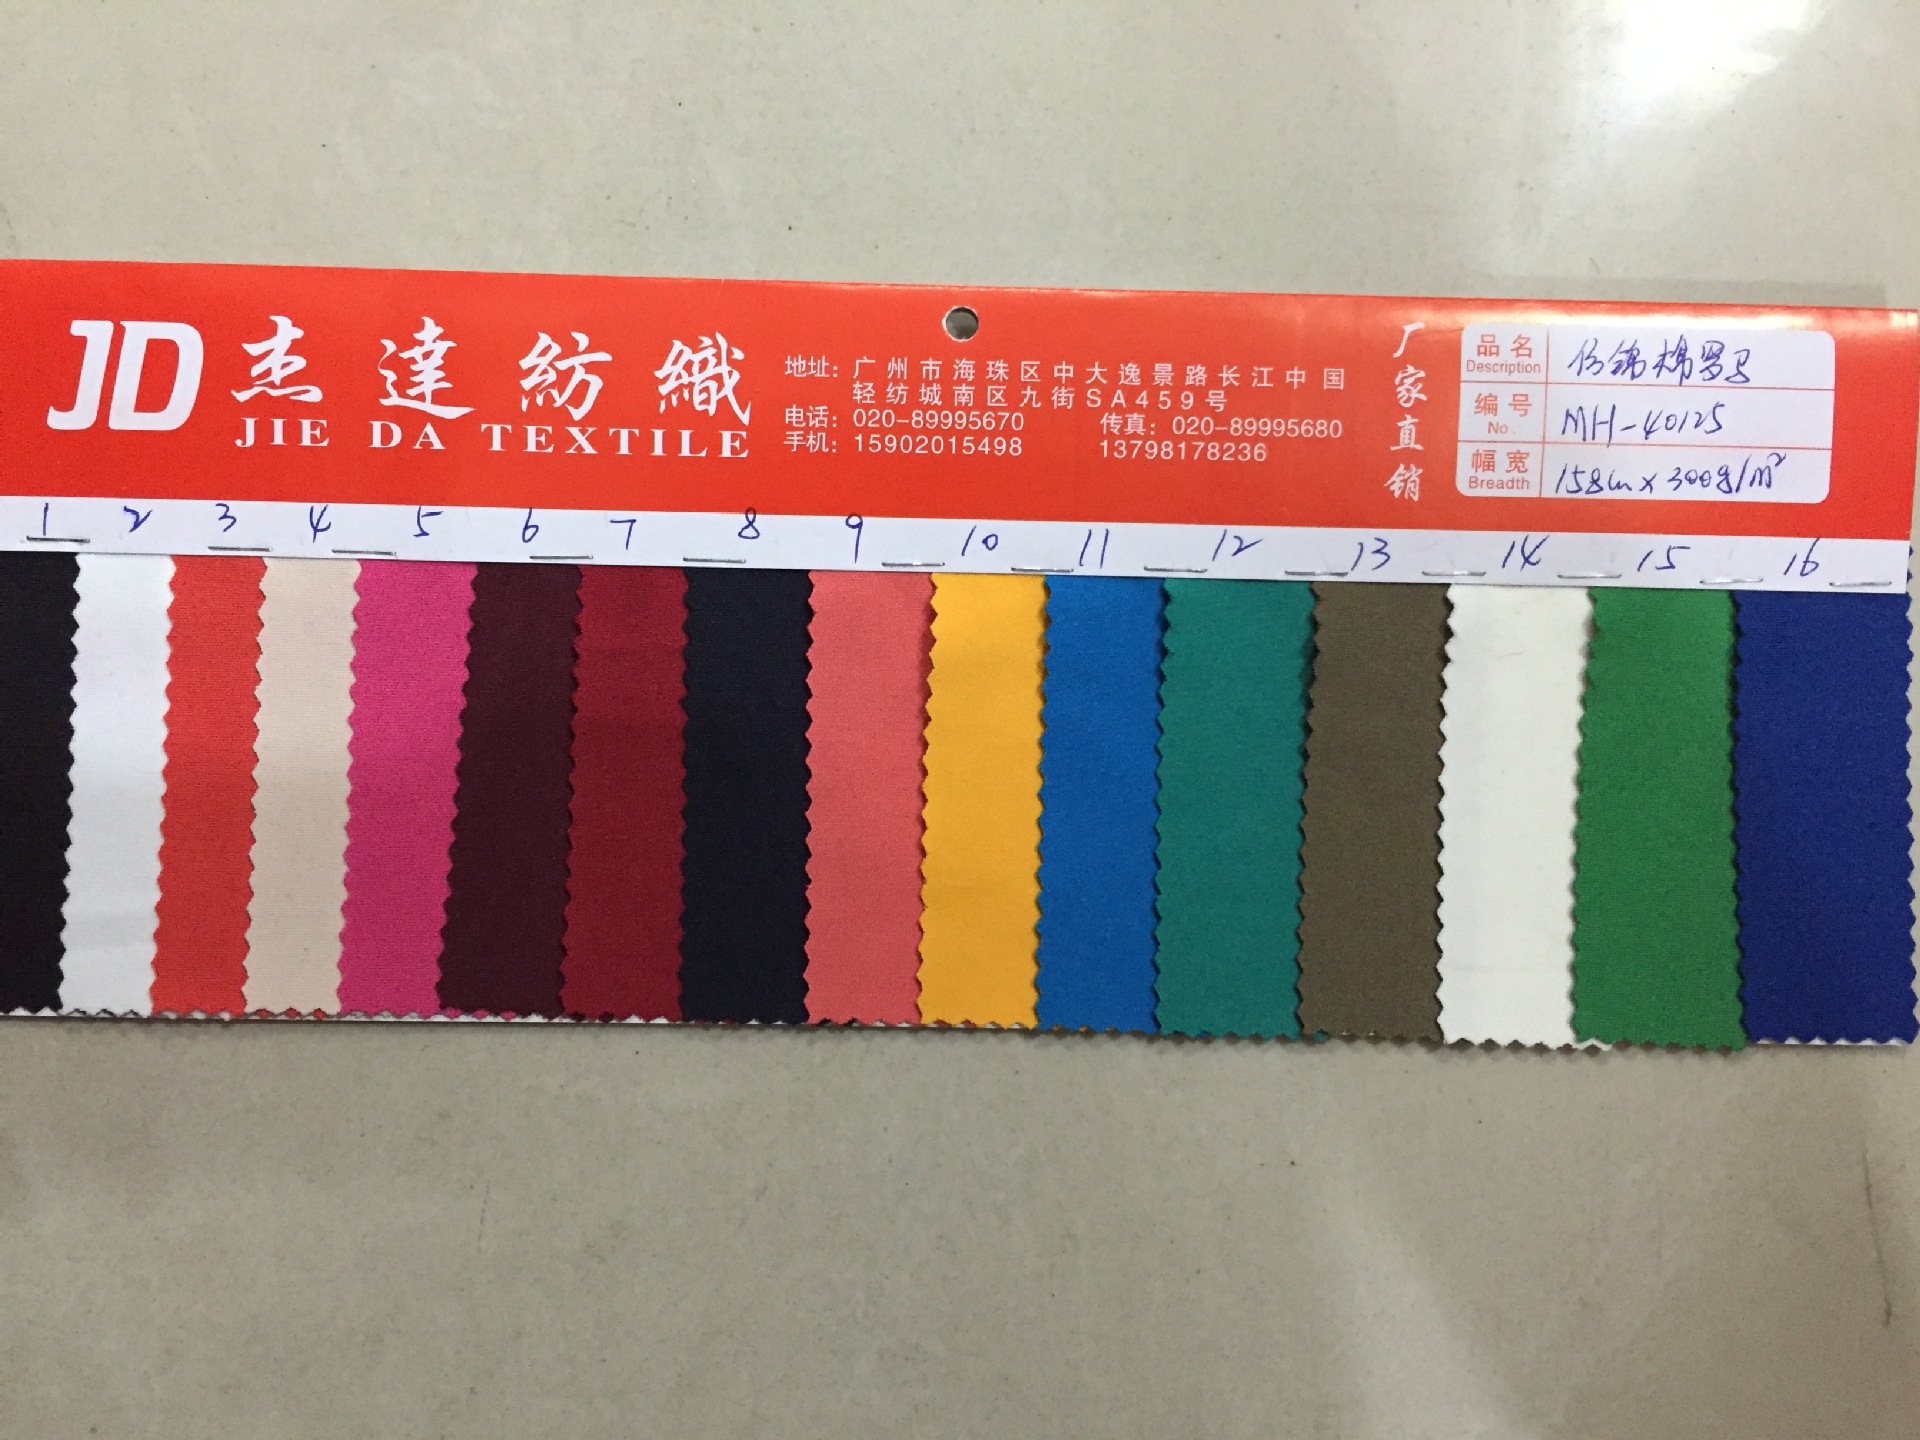 JD 杰達紡織
JIE DA TEXTILE
地址：广州市海珠区中大逸景路长江中国
轻纺城南区九街SA459号
电话：020-89995670 传真：020-89995680
手机：15902015498 13798178236
厂家直销
品名 仿锦棉罗马
Description
编号 MH-40125
No.
幅宽 158cm x 300g/m²
Breadth
1 2 3 4 5 6 7 8 9 10 11 12 13 14 15 16